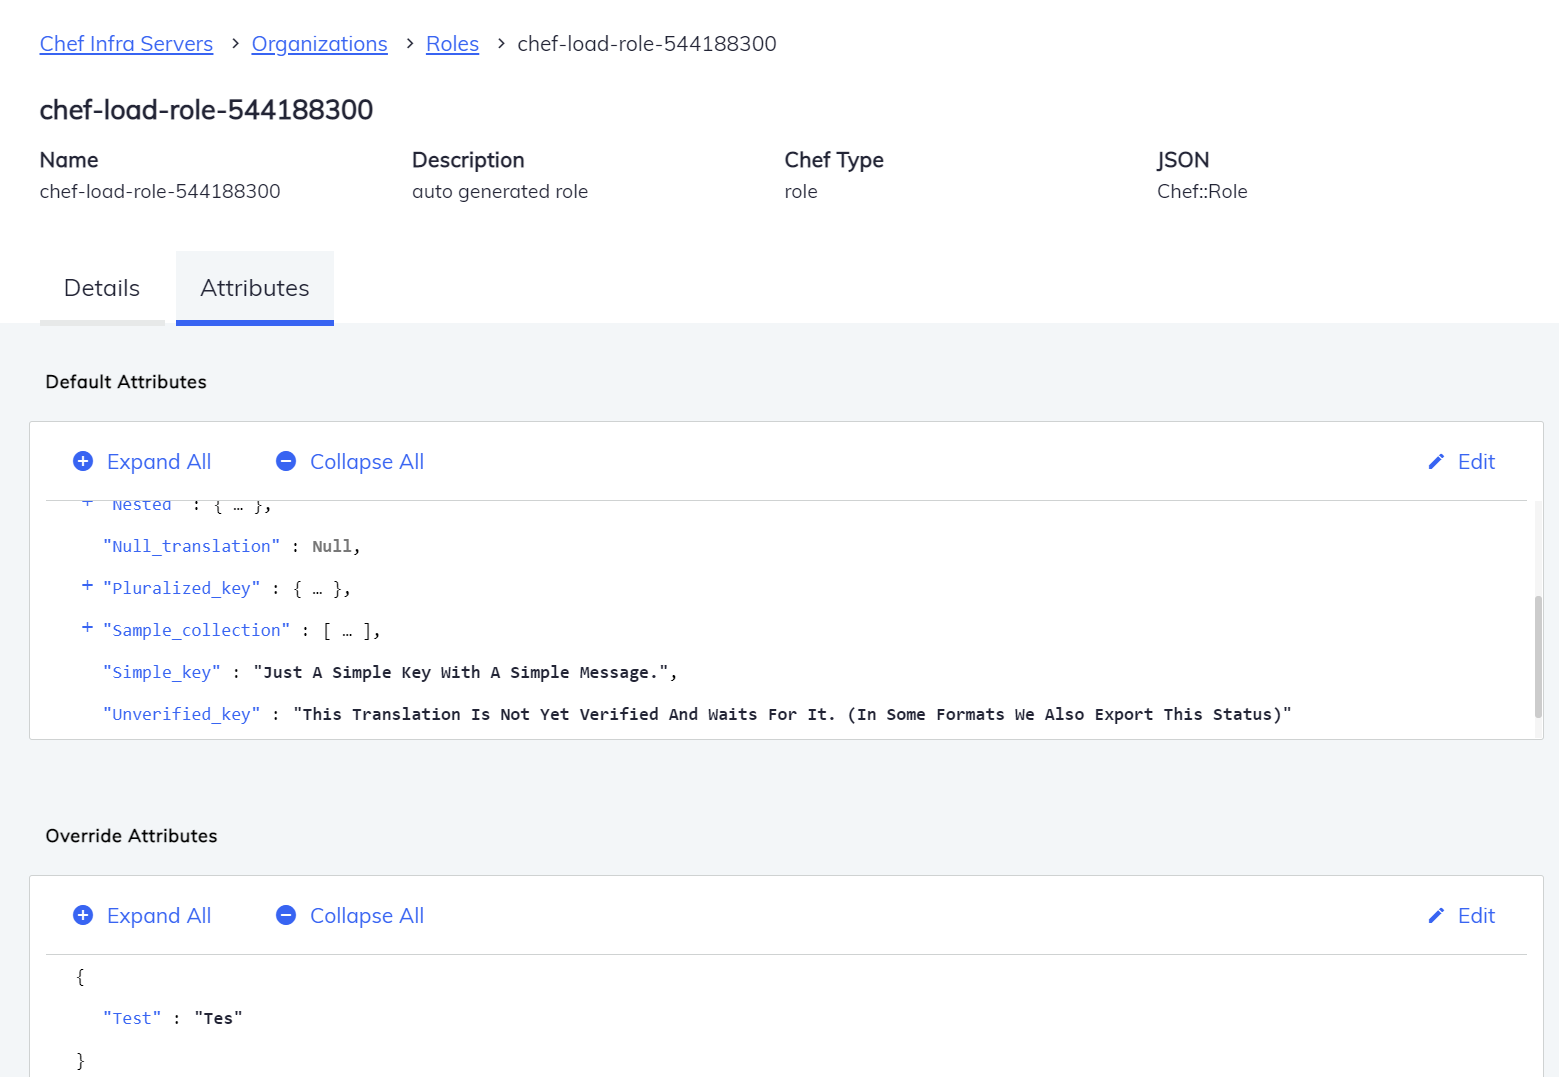 Chef Infra Servers > Organizations > Roles > chef-load-role-544188300
chef-load-role-544188300
Name Description Chef Type JSON
chef-load-role-544188300 auto generated role role Chef::Role
Details Attributes
Default Attributes
+ Expand All − Collapse All Edit
+ "Nested" : { … },
"Null_translation" : Null,
+ "Pluralized_key" : { … },
+ "Sample_collection" : [ … ],
"Simple_key" : "Just A Simple Key With A Simple Message.",
"Unverified_key" : "This Translation Is Not Yet Verified And Waits For It. (In Some Formats We Also Export This Status)"
Override Attributes
+ Expand All − Collapse All Edit
{
"Test" : "Tes"
}